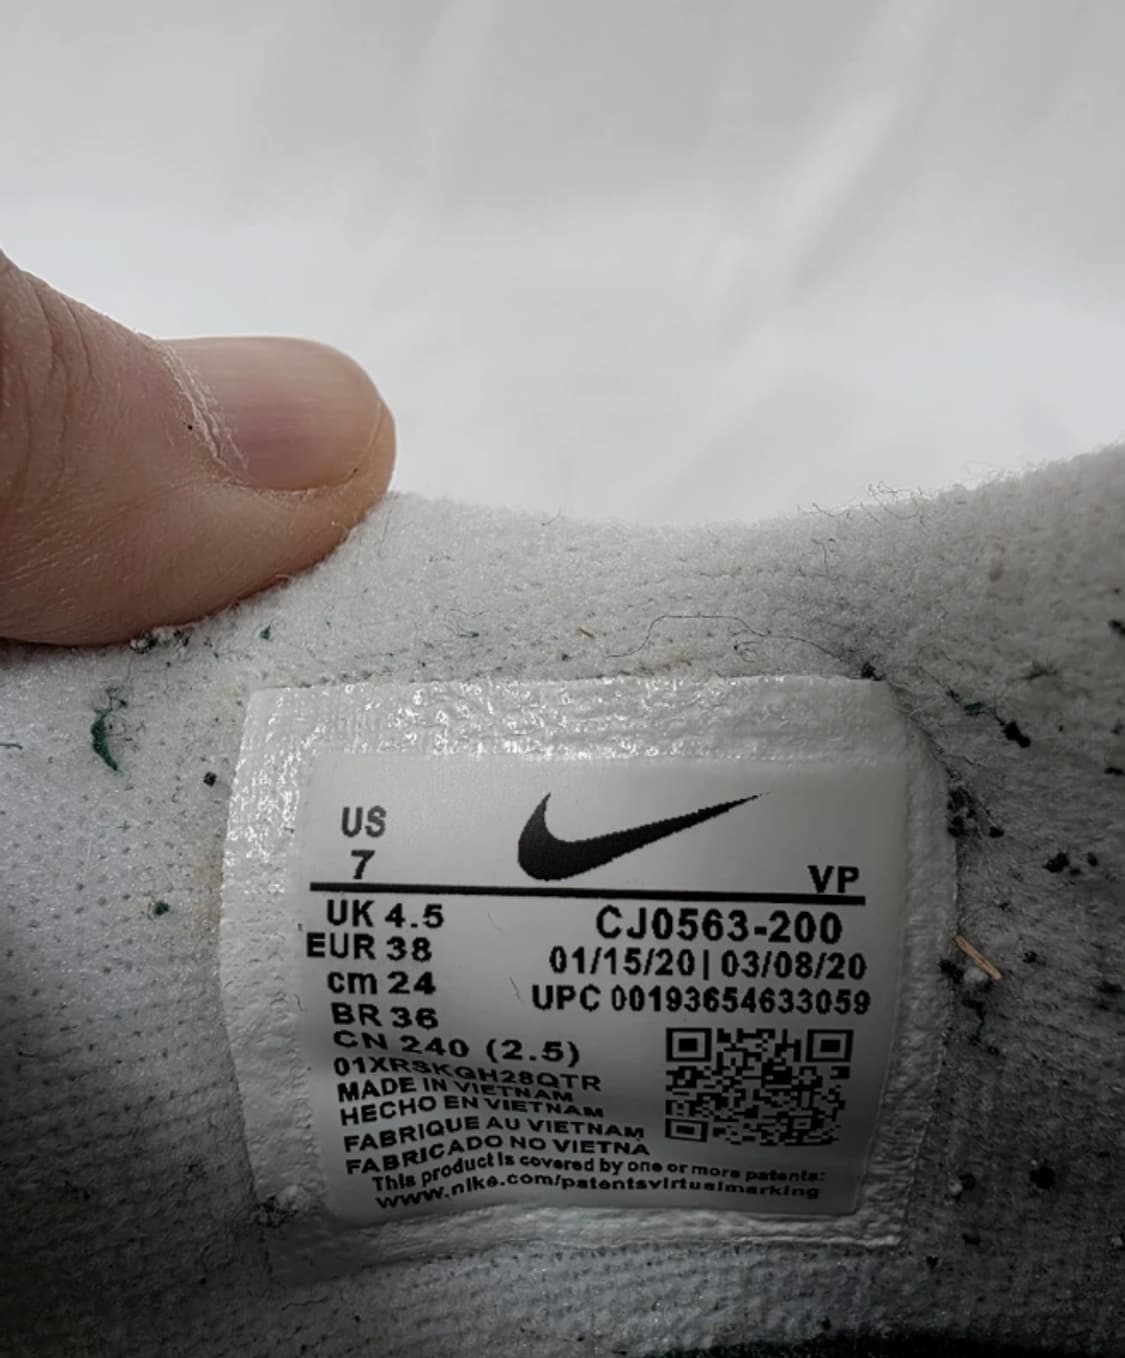 US
7
VP
UK 4.5
CJ0563-200
EUR 38
01/15/20 | 03/08/20
cm 24
UPC 00193654633059
BR 36
CN 240 (2.5)
01XRSKGH28QTR
MADE IN VIETNAM
HECHO EN VIETNAM
FABRIQUE AU VIETNAM
FABRICADO NO VIETNA
This product is covered by one or more patents:
www.nike.com/patentsvirtualmarking